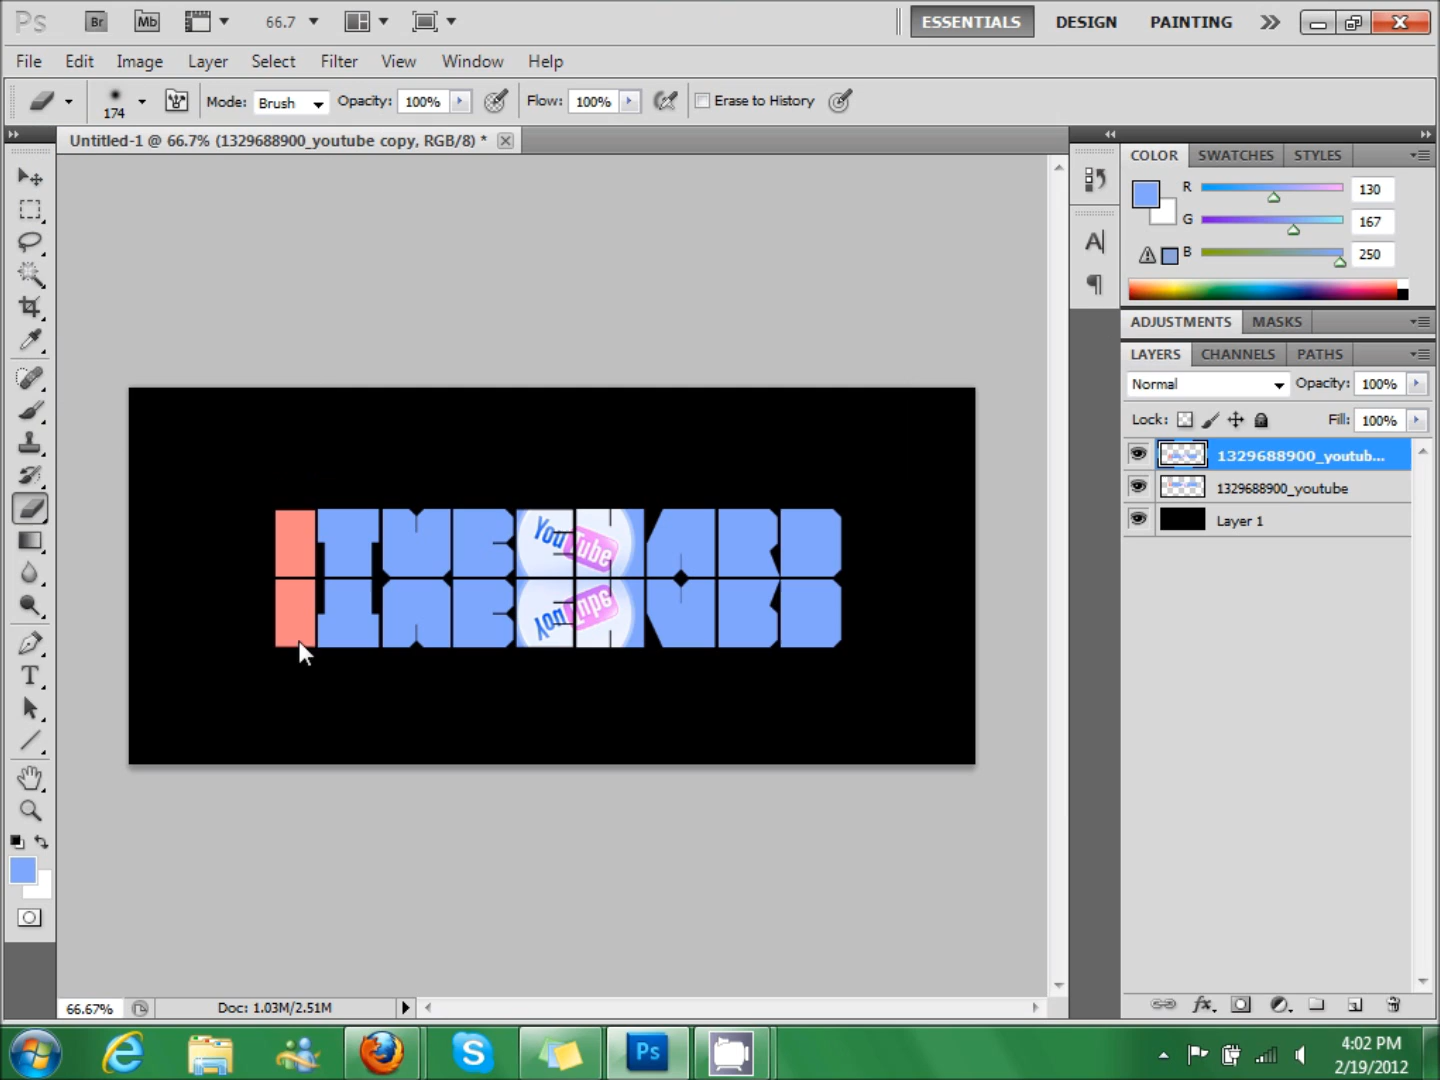 Ps Br Mb 66.7 ESSENTIALS DESIGN PAINTING
File Edit Image Layer Select Filter View Window Help
174 Mode: Brush Opacity: 100% Flow: 100% Erase to History
Untitled-1 @ 66.7% (1329688900_youtube copy, RGB/8) *
COLOR SWATCHES STYLES
R 130
G 167
B 250
ADJUSTMENTS MASKS
LAYERS CHANNELS PATHS
Normal Opacity: 100%
Lock: Fill: 100%
1329688900_youtub...
1329688900_youtube
Layer 1
You Tube
You Tube
66.67% Doc: 1.03M/2.51M
Ps
4:02 PM
2/19/2012